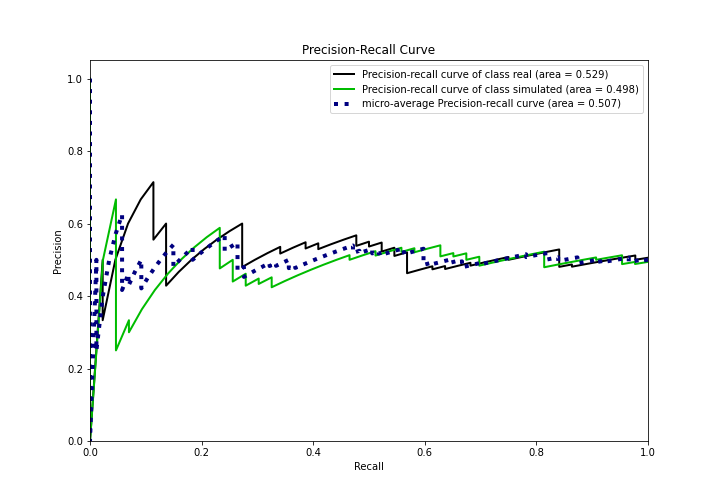 Precision-Recall Curve
Precision-recall curve of class real (area = 0.529)
Precision-recall curve of class simulated (area = 0.498)
micro-average Precision-recall curve (area = 0.507)
1.0
0.8
0.6
0.4
0.2
0.0
Precision
0.0 0.2 0.4 0.6 0.8 1.0
Recall